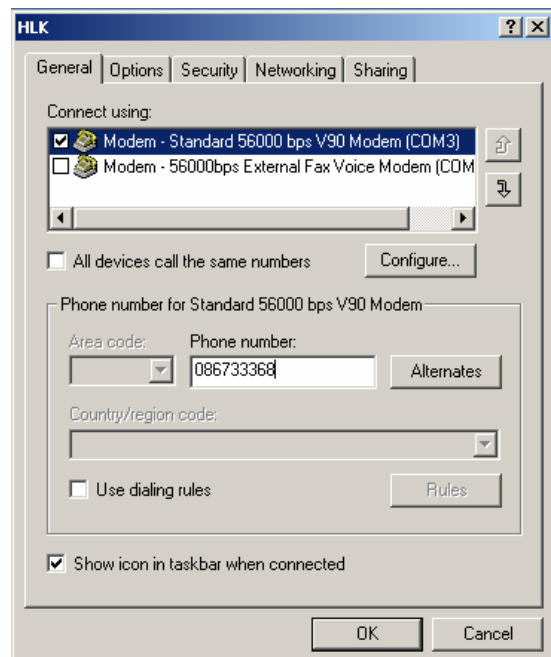 HLK
General Options Security Networking Sharing
Connect using:
Modem - Standard 56000 bps V90 Modem (COM3)
Modem - 56000bps External Fax Voice Modem (COM
All devices call the same numbers Configure...
Phone number for Standard 56000 bps V90 Modem
Area code: Phone number:
086733368 Alternates
Country/region code:
Use dialing rules Rules
Show icon in taskbar when connected
OK Cancel